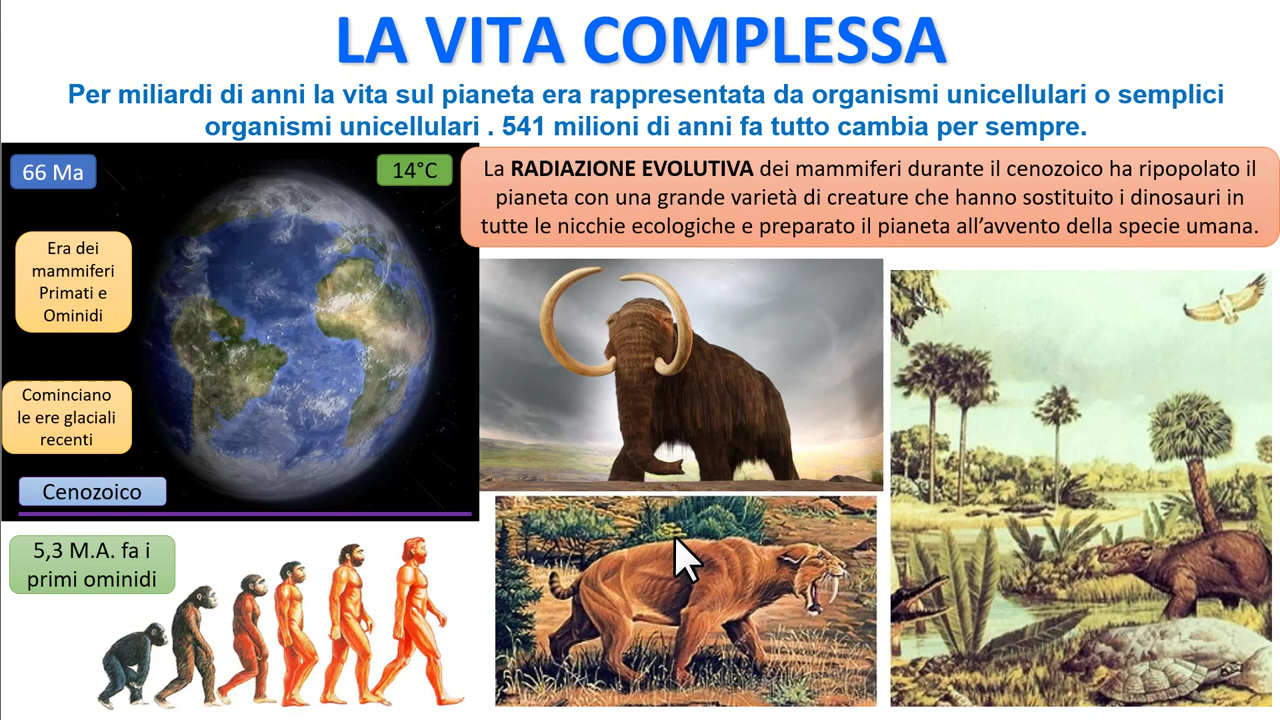 LA VITA COMPLESSA
Per miliardi di anni la vita sul pianeta era rappresentata da organismi unicellulari o semplici
organismi unicellulari . 541 milioni di anni fa tutto cambia per sempre.
66 Ma
14°C
La RADIAZIONE EVOLUTIVA dei mammiferi durante il cenozoico ha ripopolato il
pianeta con una grande varietà di creature che hanno sostituito i dinosauri in
tutte le nicchie ecologiche e preparato il pianeta all’avvento della specie umana.
Era dei
mammiferi
Primati e
Ominidi
Cominciano
le ere glaciali
recenti
Cenozoico
5,3 M.A. fa i
primi ominidi